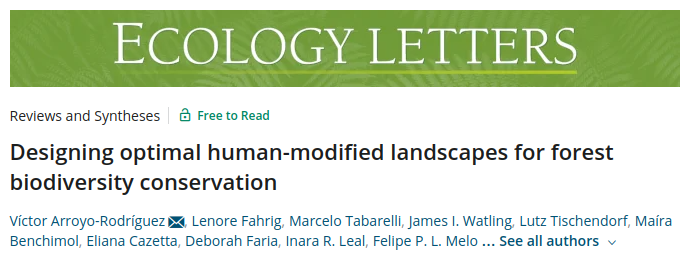 ECOLOGY LETTERS
Reviews and Syntheses Free to Read
Designing optimal human-modified landscapes for forest
biodiversity conservation
Víctor Arroyo-Rodríguez, Lenore Fahrig, Marcelo Tabarelli, James I. Watling, Lutz Tischendorf, Maíra
Benchimol, Eliana Cazetta, Deborah Faria, Inara R. Leal, Felipe P. L. Melo ... See all authors